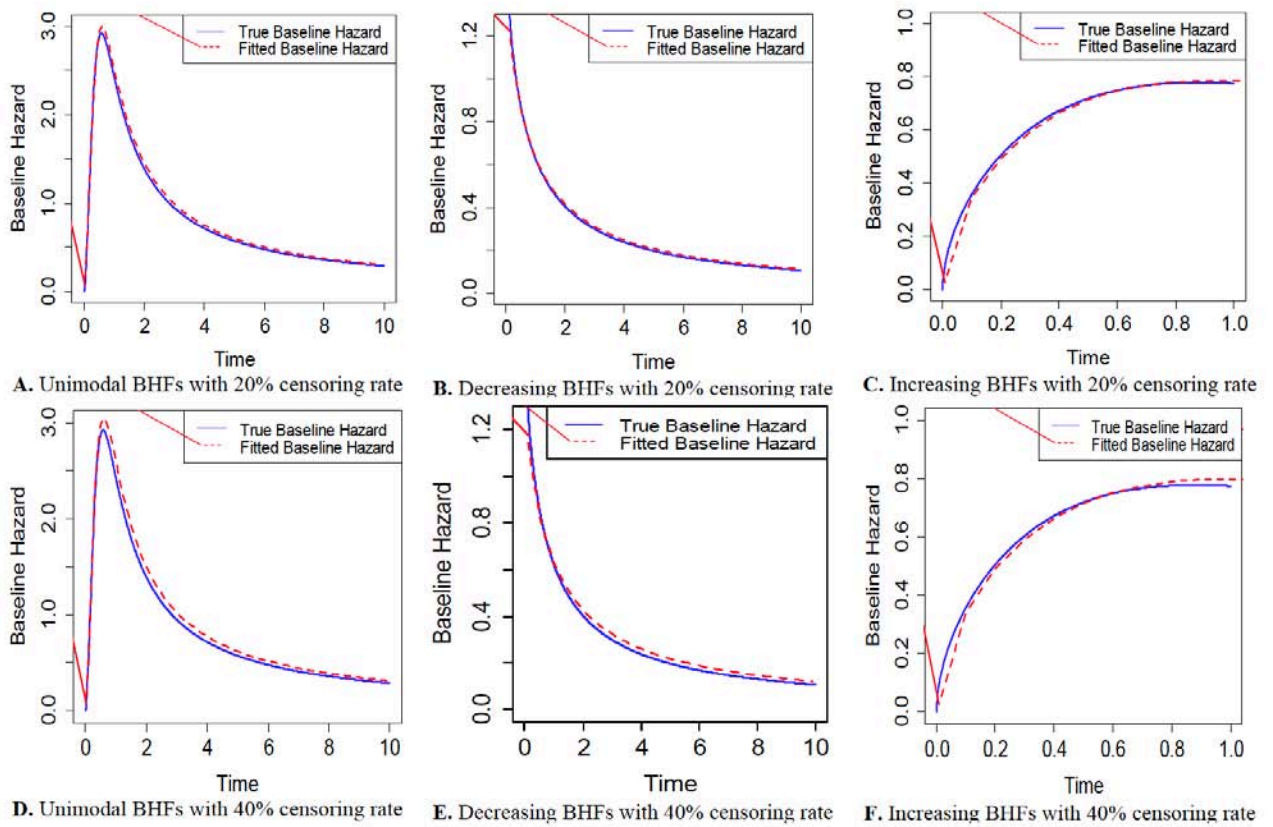 True Baseline Hazard
Fitted Baseline Hazard
Baseline Hazard
0.0 1.0 2.0 3.0
0 2 4 6 8 10
Time
A. Unimodal BHFs with 20% censoring rate
True Baseline Hazard
Fitted Baseline Hazard
Baseline Hazard
0.0 0.4 0.8 1.2
0 2 4 6 8 10
Time
B. Decreasing BHFs with 20% censoring rate
True Baseline Hazard
Fitted Baseline Hazard
Baseline Hazard
0.0 0.2 0.4 0.6 0.8 1.0
0.0 0.2 0.4 0.6 0.8 1.0
Time
C. Increasing BHFs with 20% censoring rate
True Baseline Hazard
Fitted Baseline Hazard
Baseline Hazard
0.0 1.0 2.0 3.0
0 2 4 6 8 10
Time
D. Unimodal BHFs with 40% censoring rate
True Baseline Hazard
Fitted Baseline Hazard
Baseline Hazard
0.0 0.4 0.8 1.2
0 2 4 6 8 10
Time
E. Decreasing BHFs with 40% censoring rate
True Baseline Hazard
Fitted Baseline Hazard
Baseline Hazard
0.0 0.2 0.4 0.6 0.8 1.0
0.0 0.2 0.4 0.6 0.8 1.0
Time
F. Increasing BHFs with 40% censoring rate